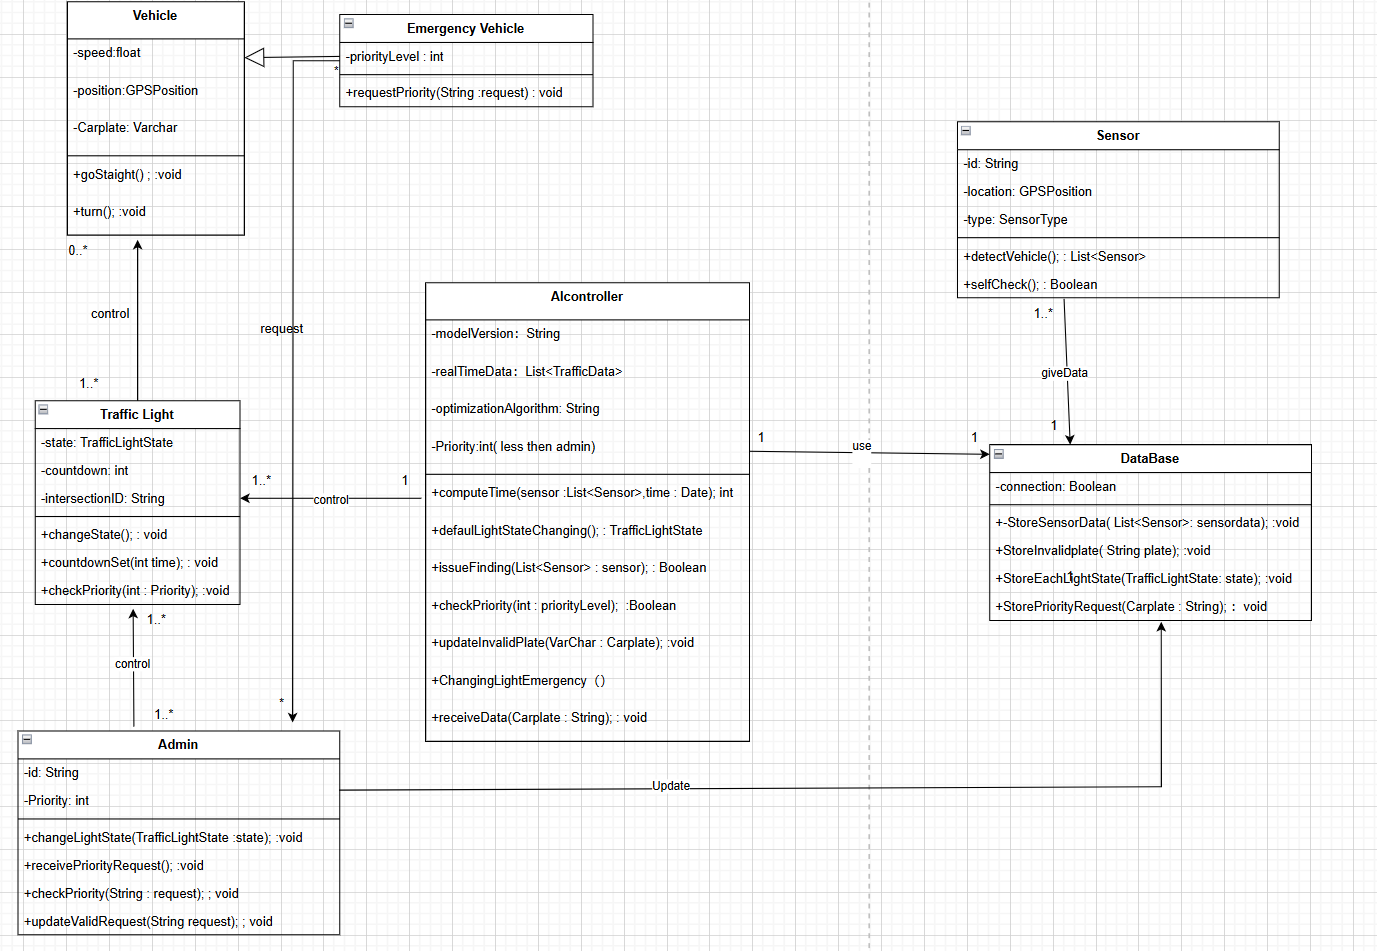 Vehicle
-speed:float
-position:GPSPosition
-Carplate: Varchar
+goStaight() ; :void
+turn(); :void
Emergency Vehicle
-priorityLevel : int
+requestPriority(String :request) : void
*
Sensor
-id: String
-location: GPSPosition
-type: SensorType
+detectVehicle(); : List<Sensor>
+selfCheck(); : Boolean
0..*
control
1..*
request
*
AIcontroller
-modelVersion: String
-realTimeData: List<TrafficData>
-optimizationAlgorithm: String
-Priority:int( less then admin)
+computeTime(sensor :List<Sensor>,time : Date); int
+defaulLightStateChanging(); : TrafficLightState
+issueFinding(List<Sensor> : sensor); : Boolean
+checkPriority(int : priorityLevel); :Boolean
+updateInvalidPlate(VarChar : Carplate); :void
+ChangingLightEmergency ()
+receiveData(Carplate : String); : void
1..*
giveData
1
1
use
1
Traffic Light
-state: TrafficLightState
-countdown: int
-intersectionID: String
+changeState(); : void
+countdownSet(int time); : void
+checkPriority(int : Priority); :void
1..*
control
1
DataBase
-connection: Boolean
+-StoreSensorData( List<Sensor>: sensordata); :void
+StoreInvalidplate( String plate); :void
+StoreEachLightState(TrafficLightState: state); :void
+StorePriorityRequest(Carplate : String); : void
1
1..*
control
1..*
Admin
-id: String
-Priority: int
+changeLightState(TrafficLightState :state); :void
+receivePriorityRequest(); :void
+checkPriority(String : request); ; void
+updateValidRequest(String request); ; void
Update